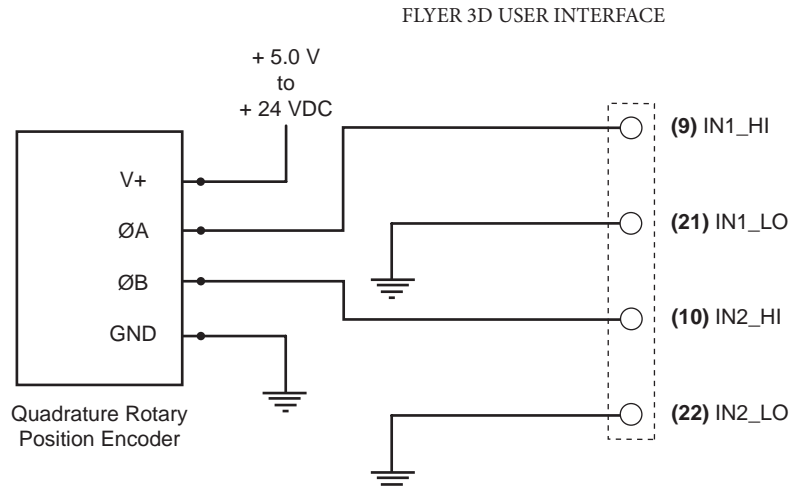 FLYER 3D USER INTERFACE
+ 5.0 V
to
+ 24 VDC
V+
ØA
ØB
GND
Quadrature Rotary
Position Encoder
(9) IN1_HI
(21) IN1_LO
(10) IN2_HI
(22) IN2_LO